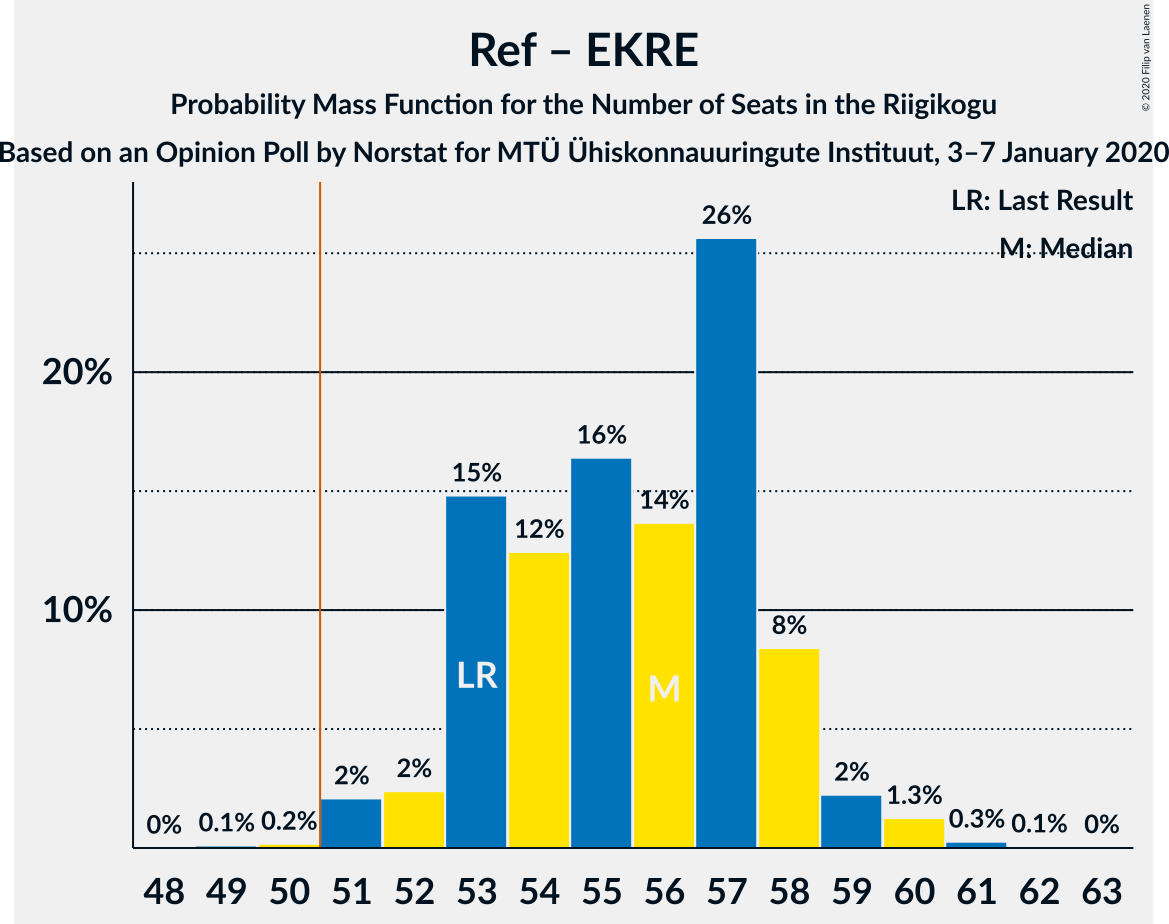 Ref – EKRE
Probability Mass Function for the Number of Seats in the Riigikogu
Based on an Opinion Poll by Norstat for MTÜ Ühiskonnauuringute Instituut, 3–7 January 2020
© 2020 Filip van Laenen
LR: Last Result
M: Median
26%
20%
16%
15%
14%
12%
10%
8%
LR
M
2%
2%
2%
1.3%
0%
0.1%
0.2%
0.3%
0.1%
0%
48 49 50 51 52 53 54 55 56 57 58 59 60 61 62 63